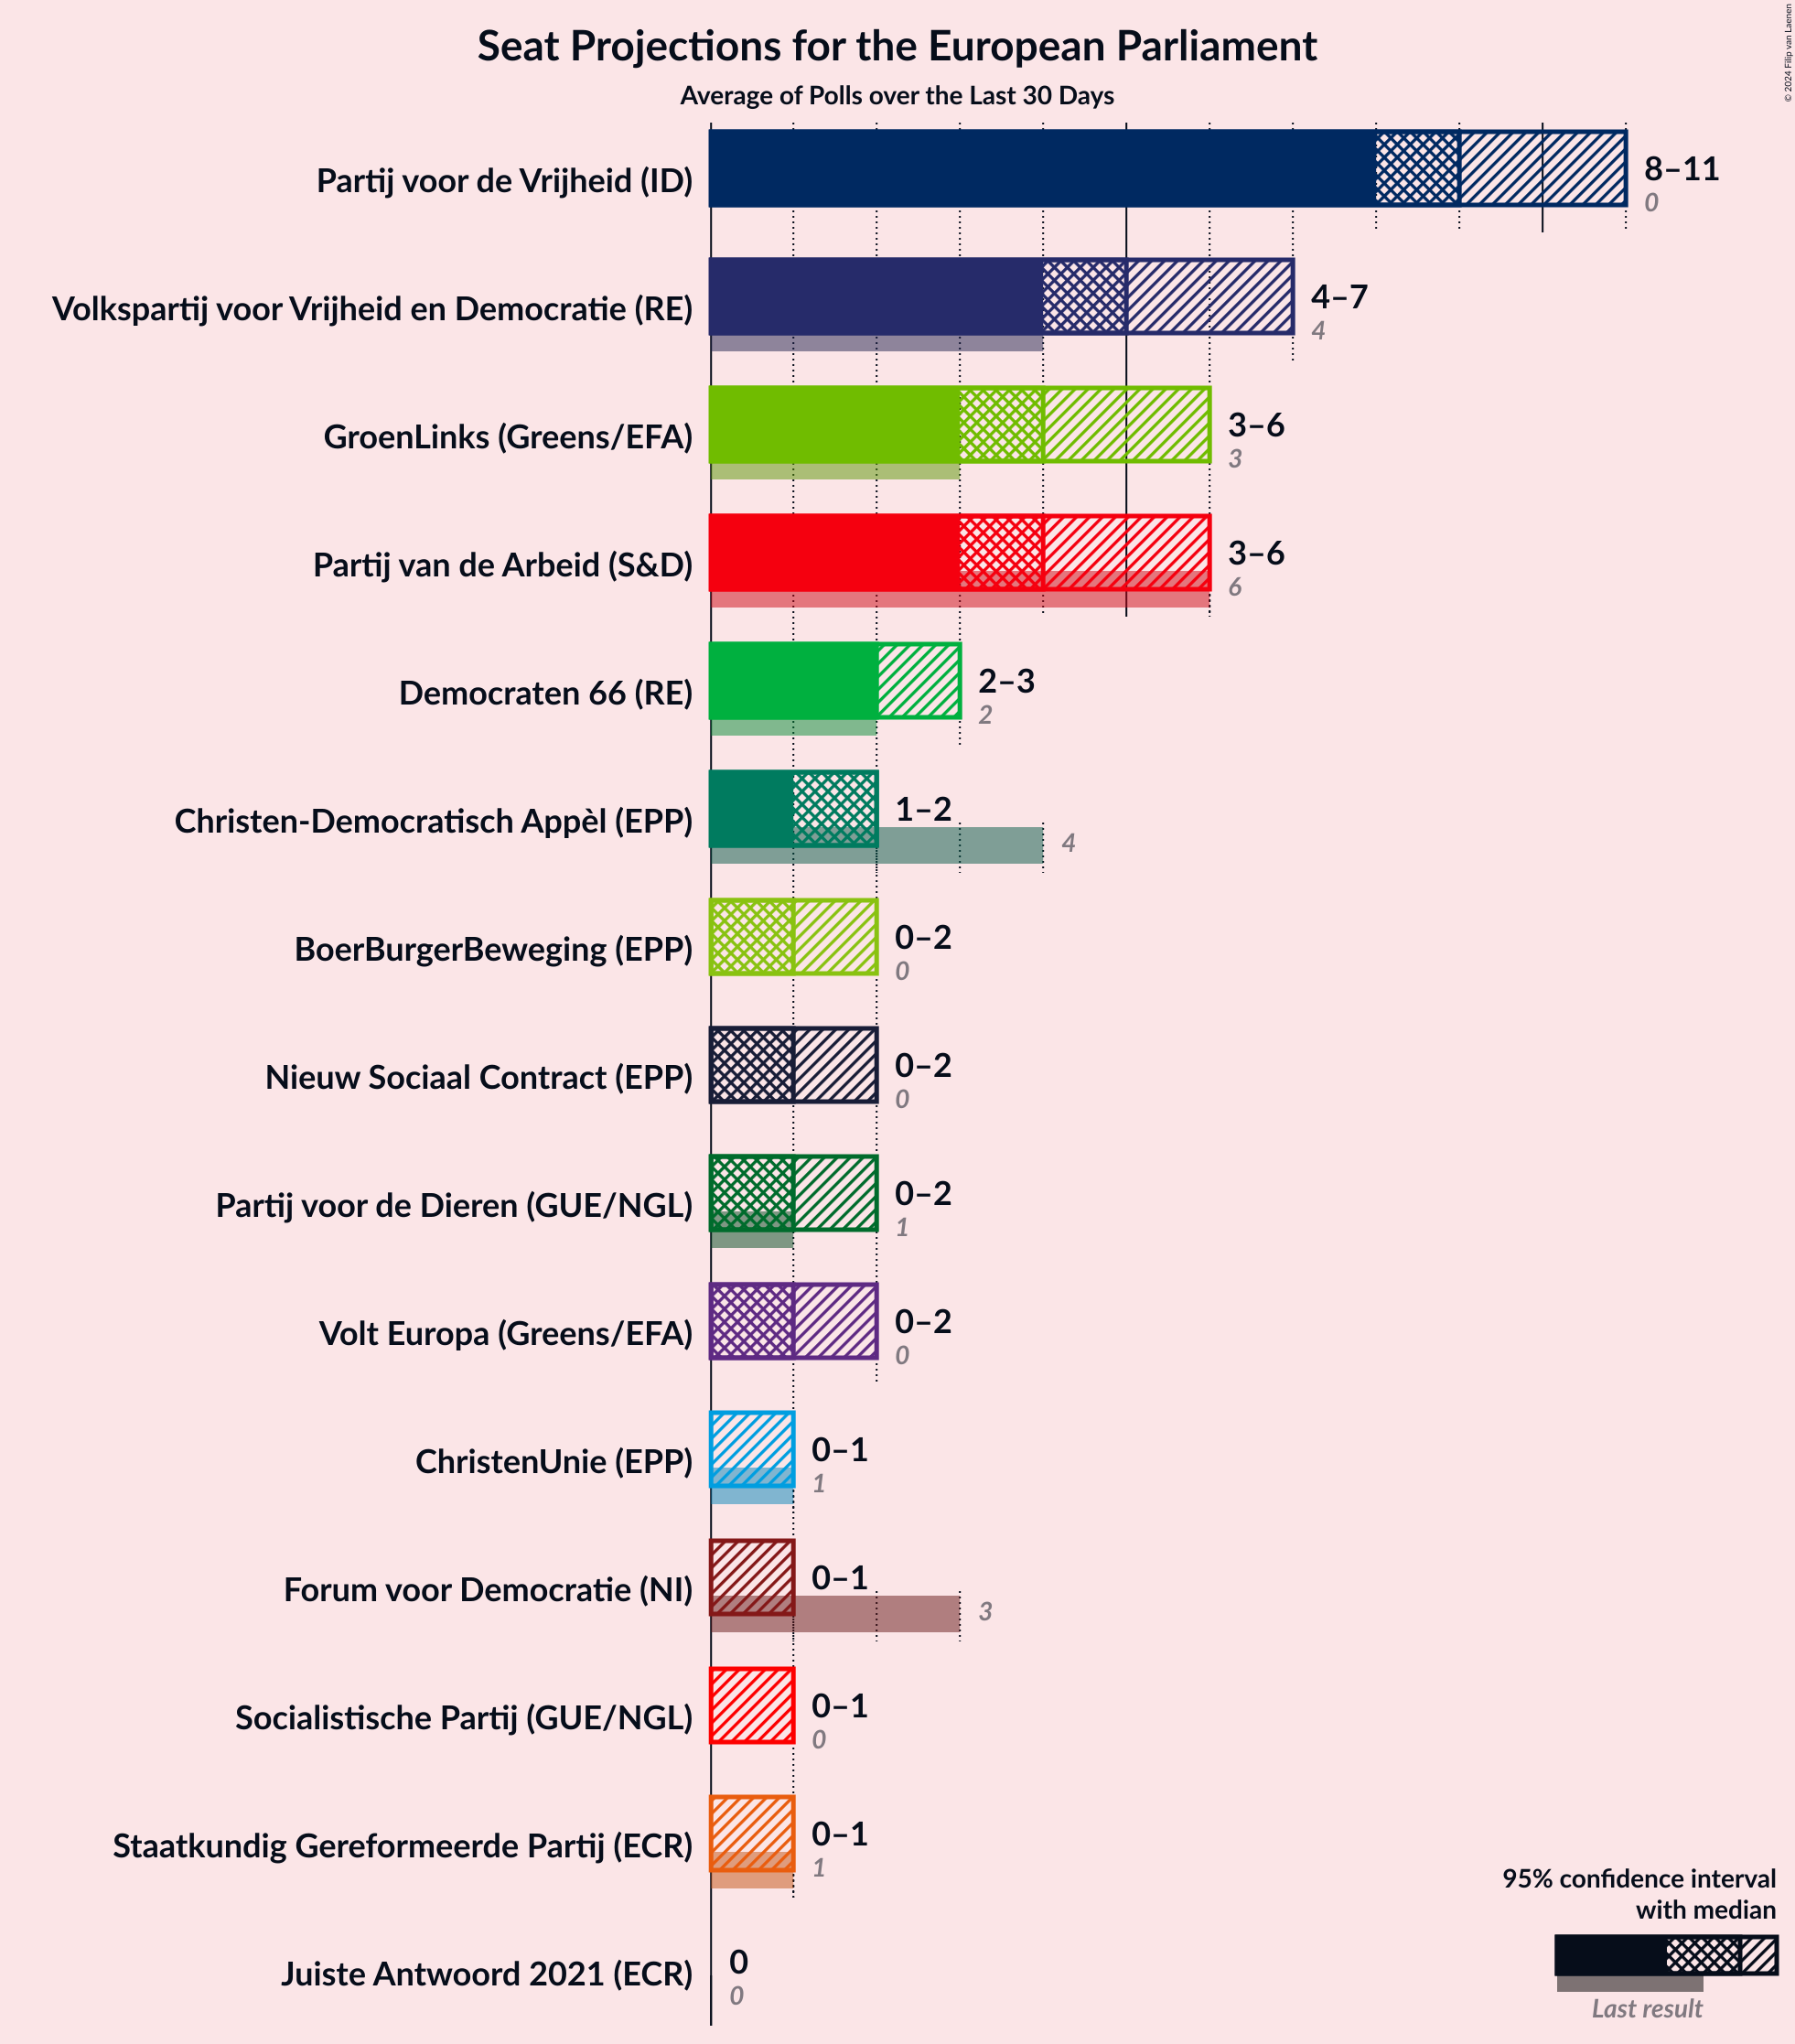 © 2024 Filip van Laenen
Seat Projections for the European Parliament
Average of Polls over the Last 30 Days
Partij voor de Vrijheid (ID)
8–11
0
Volkspartij voor Vrijheid en Democratie (RE)
4–7
4
GroenLinks (Greens/EFA)
3–6
3
Partij van de Arbeid (S&D)
3–6
6
Democraten 66 (RE)
2–3
2
Christen-Democratisch Appèl (EPP)
1–2
4
BoerBurgerBeweging (EPP)
0–2
0
Nieuw Sociaal Contract (EPP)
0–2
0
Partij voor de Dieren (GUE/NGL)
0–2
1
Volt Europa (Greens/EFA)
0–2
0
ChristenUnie (EPP)
0–1
1
Forum voor Democratie (NI)
0–1
3
Socialistische Partij (GUE/NGL)
0–1
0
Staatkundig Gereformeerde Partij (ECR)
0–1
1
Juiste Antwoord 2021 (ECR)
0
0
95% confidence interval
with median
Last result